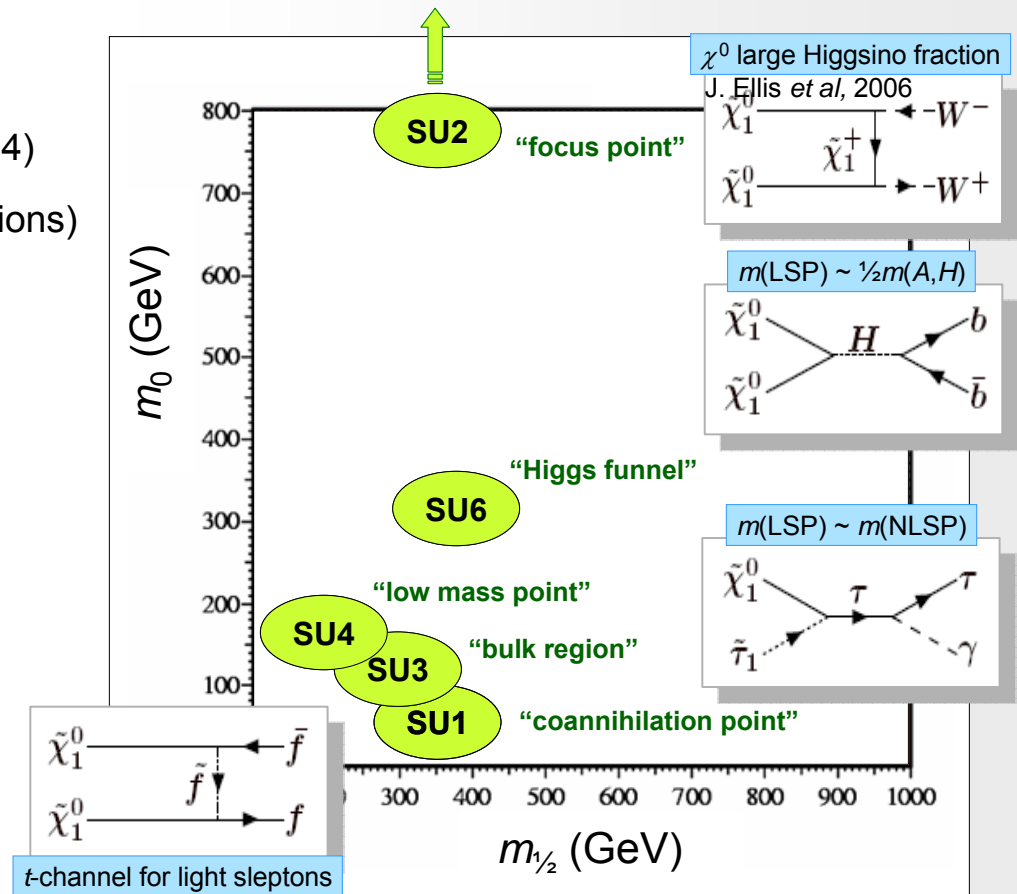 4)
ions)
χ⁰ large Higgsino fraction
J. Ellis et al, 2006
χ̃₁⁰ W⁻
χ̃₁⁺
χ̃₁⁰ W⁺
m(LSP) ~ ½m(A,H)
χ̃₁⁰ b
H
χ̃₁⁰ b̄
m(LSP) ~ m(NLSP)
χ̃₁⁰ τ
τ
τ̃₁ γ
m₀ (GeV)
800
700
600
500
400
300
200
100
SU2
"focus point"
"Higgs funnel"
SU6
"low mass point"
SU4
"bulk region"
SU3
SU1
"coannihilation point"
χ̃₁⁰ f̄
f̃
χ̃₁⁰ f
t-channel for light sleptons
0 300 400 500 600 700 800 900 1000
m½ (GeV)